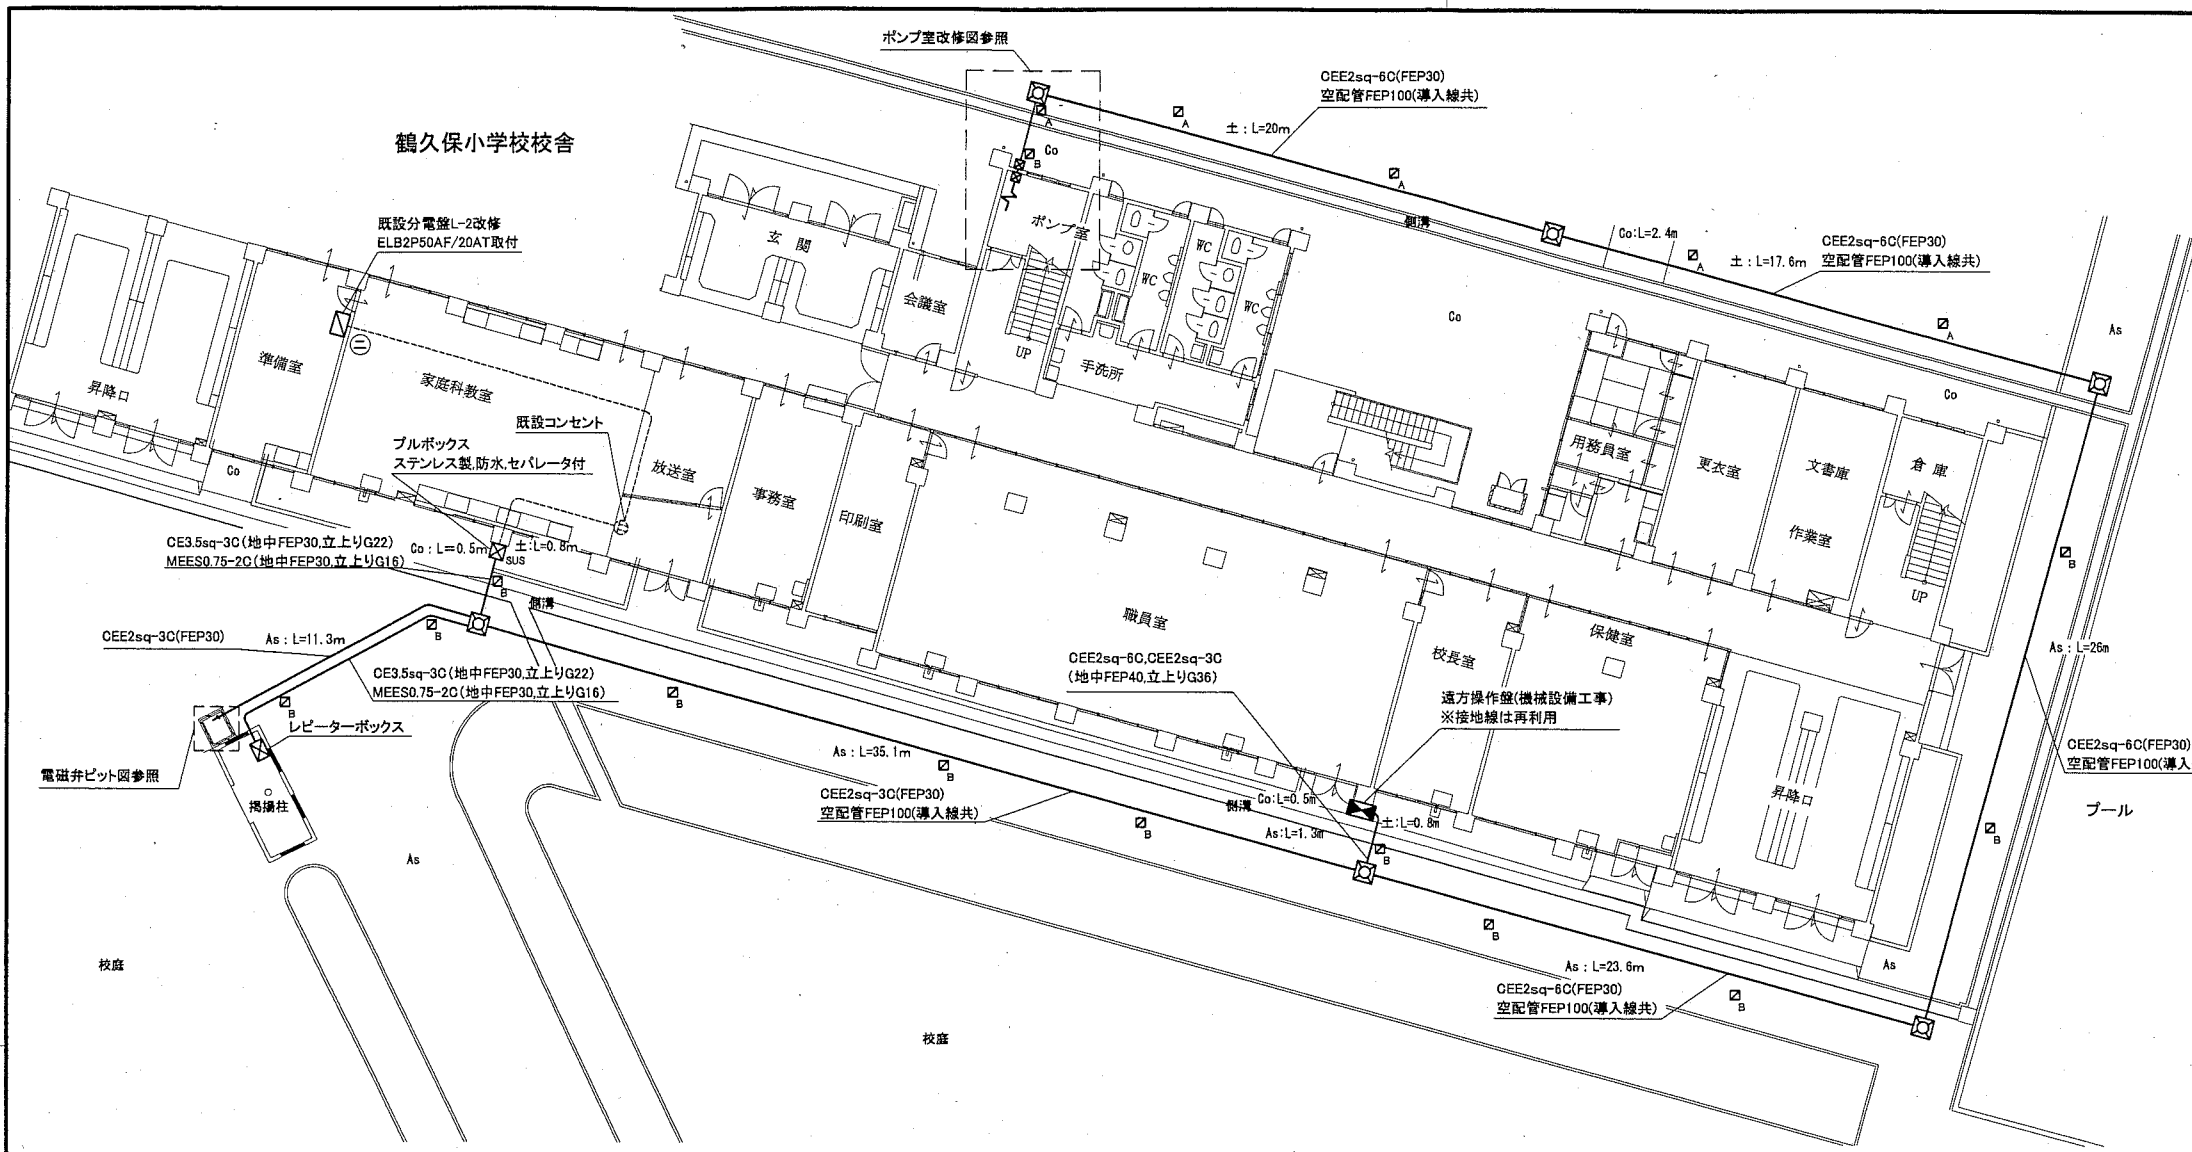 ポンプ室改修図参照
CEE2sq-6C(FEP30)
空配管FEP100(導入線共)
土：L=20m
A
A
A
B
Co
鶴久保小学校校舎
既設分電盤L-2改修
ELB2P50AF/20AT取付
玄 関
ポンプ室
WC
WC
WC
側溝
Co:L=2.4m
A
土：L=17.6m
CEE2sq-6C(FEP30)
空配管FEP100(導入線共)
A
As
会議室
UP
手洗所
Co
Co
準備室
昇降口
家庭科教室
既設コンセント
プルボックス
ステンレス製,防水,セパレータ付
放送室
事務室
印刷室
用務員室
更衣室
文書庫
倉 庫
作業室
UP
B
Co
CE3.5sq-3C(地中FEP30,立上りG22)
MEES0.75-2C(地中FEP30,立上りG16)
Co：L=0.5m
土:L=0.8m
SUS
B
側溝
CEE2sq-3C(FEP30)
As：L=11.3m
B
CE3.5sq-3C(地中FEP30,立上りG22)
MEES0.75-2C(地中FEP30,立上りG16)
B
B
レピーターボックス
電磁弁ピット図参照
掲揚柱
As
職員室
校長室
保健室
As：L=26m
CEE2sq-6C,CEE2sq-3C
(地中FEP40,立上りG36)
遠方操作盤(機械設備工事)
※接地線は再利用
As：L=35.1m
B
CEE2sq-3C(FEP30)
空配管FEP100(導入線共)
側溝
Co:L=0.5m
As:L=1.3m
土:L=0.8m
B
B
昇降口
CEE2sq-6C(FEP30)
空配管FEP100(導入
プール
B
B
As
As：L=23.6m
CEE2sq-6C(FEP30)
空配管FEP100(導入線共)
B
校庭
校庭